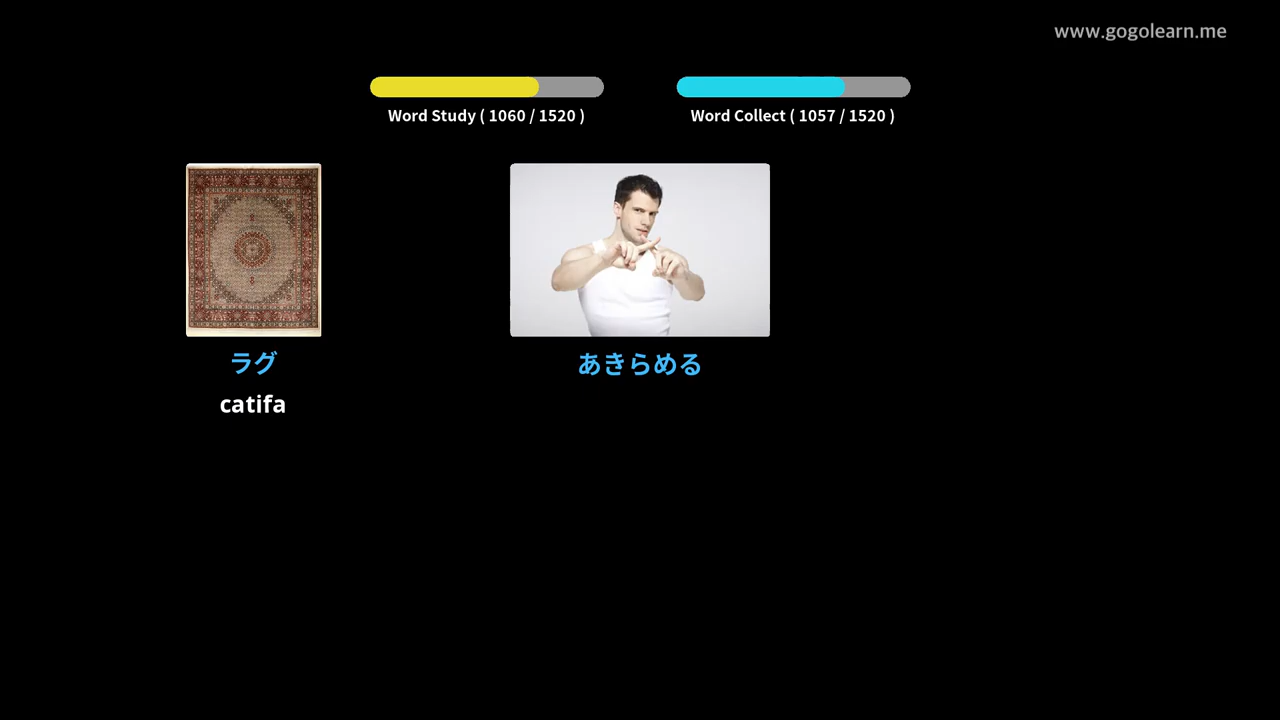 www.gogolearn.me
Word Study ( 1060 / 1520 )
Word Collect ( 1057 / 1520 )
ラグ
catifa
あきらめる